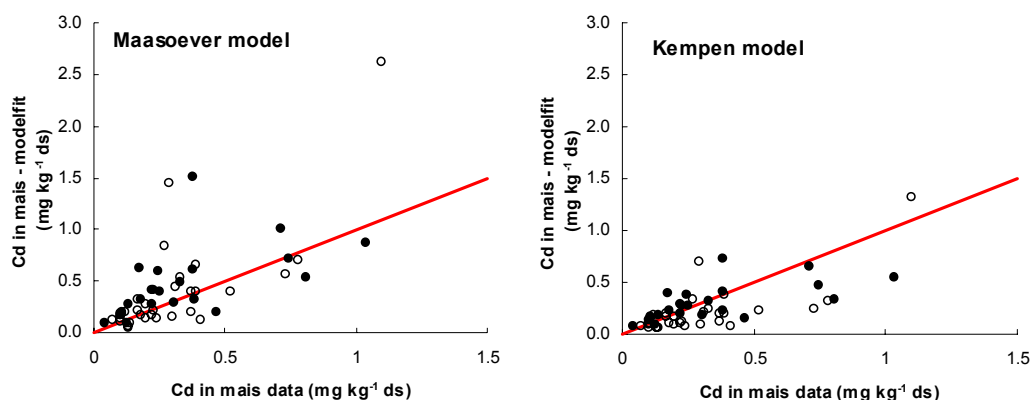 Maasoever model
Cd in mais - modelfit
(mg kg⁻¹ ds)
3.0
2.5
2.0
1.5
1.0
0.5
0.0
0
0.5
1
1.5
Cd in mais data (mg kg⁻¹ ds)
Kempen model
Cd in mais - modelfit
(mg kg⁻¹ ds)
3.0
2.5
2.0
1.5
1.0
0.5
0.0
0
0.5
1
1.5
Cd in mais data (mg kg⁻¹ ds)